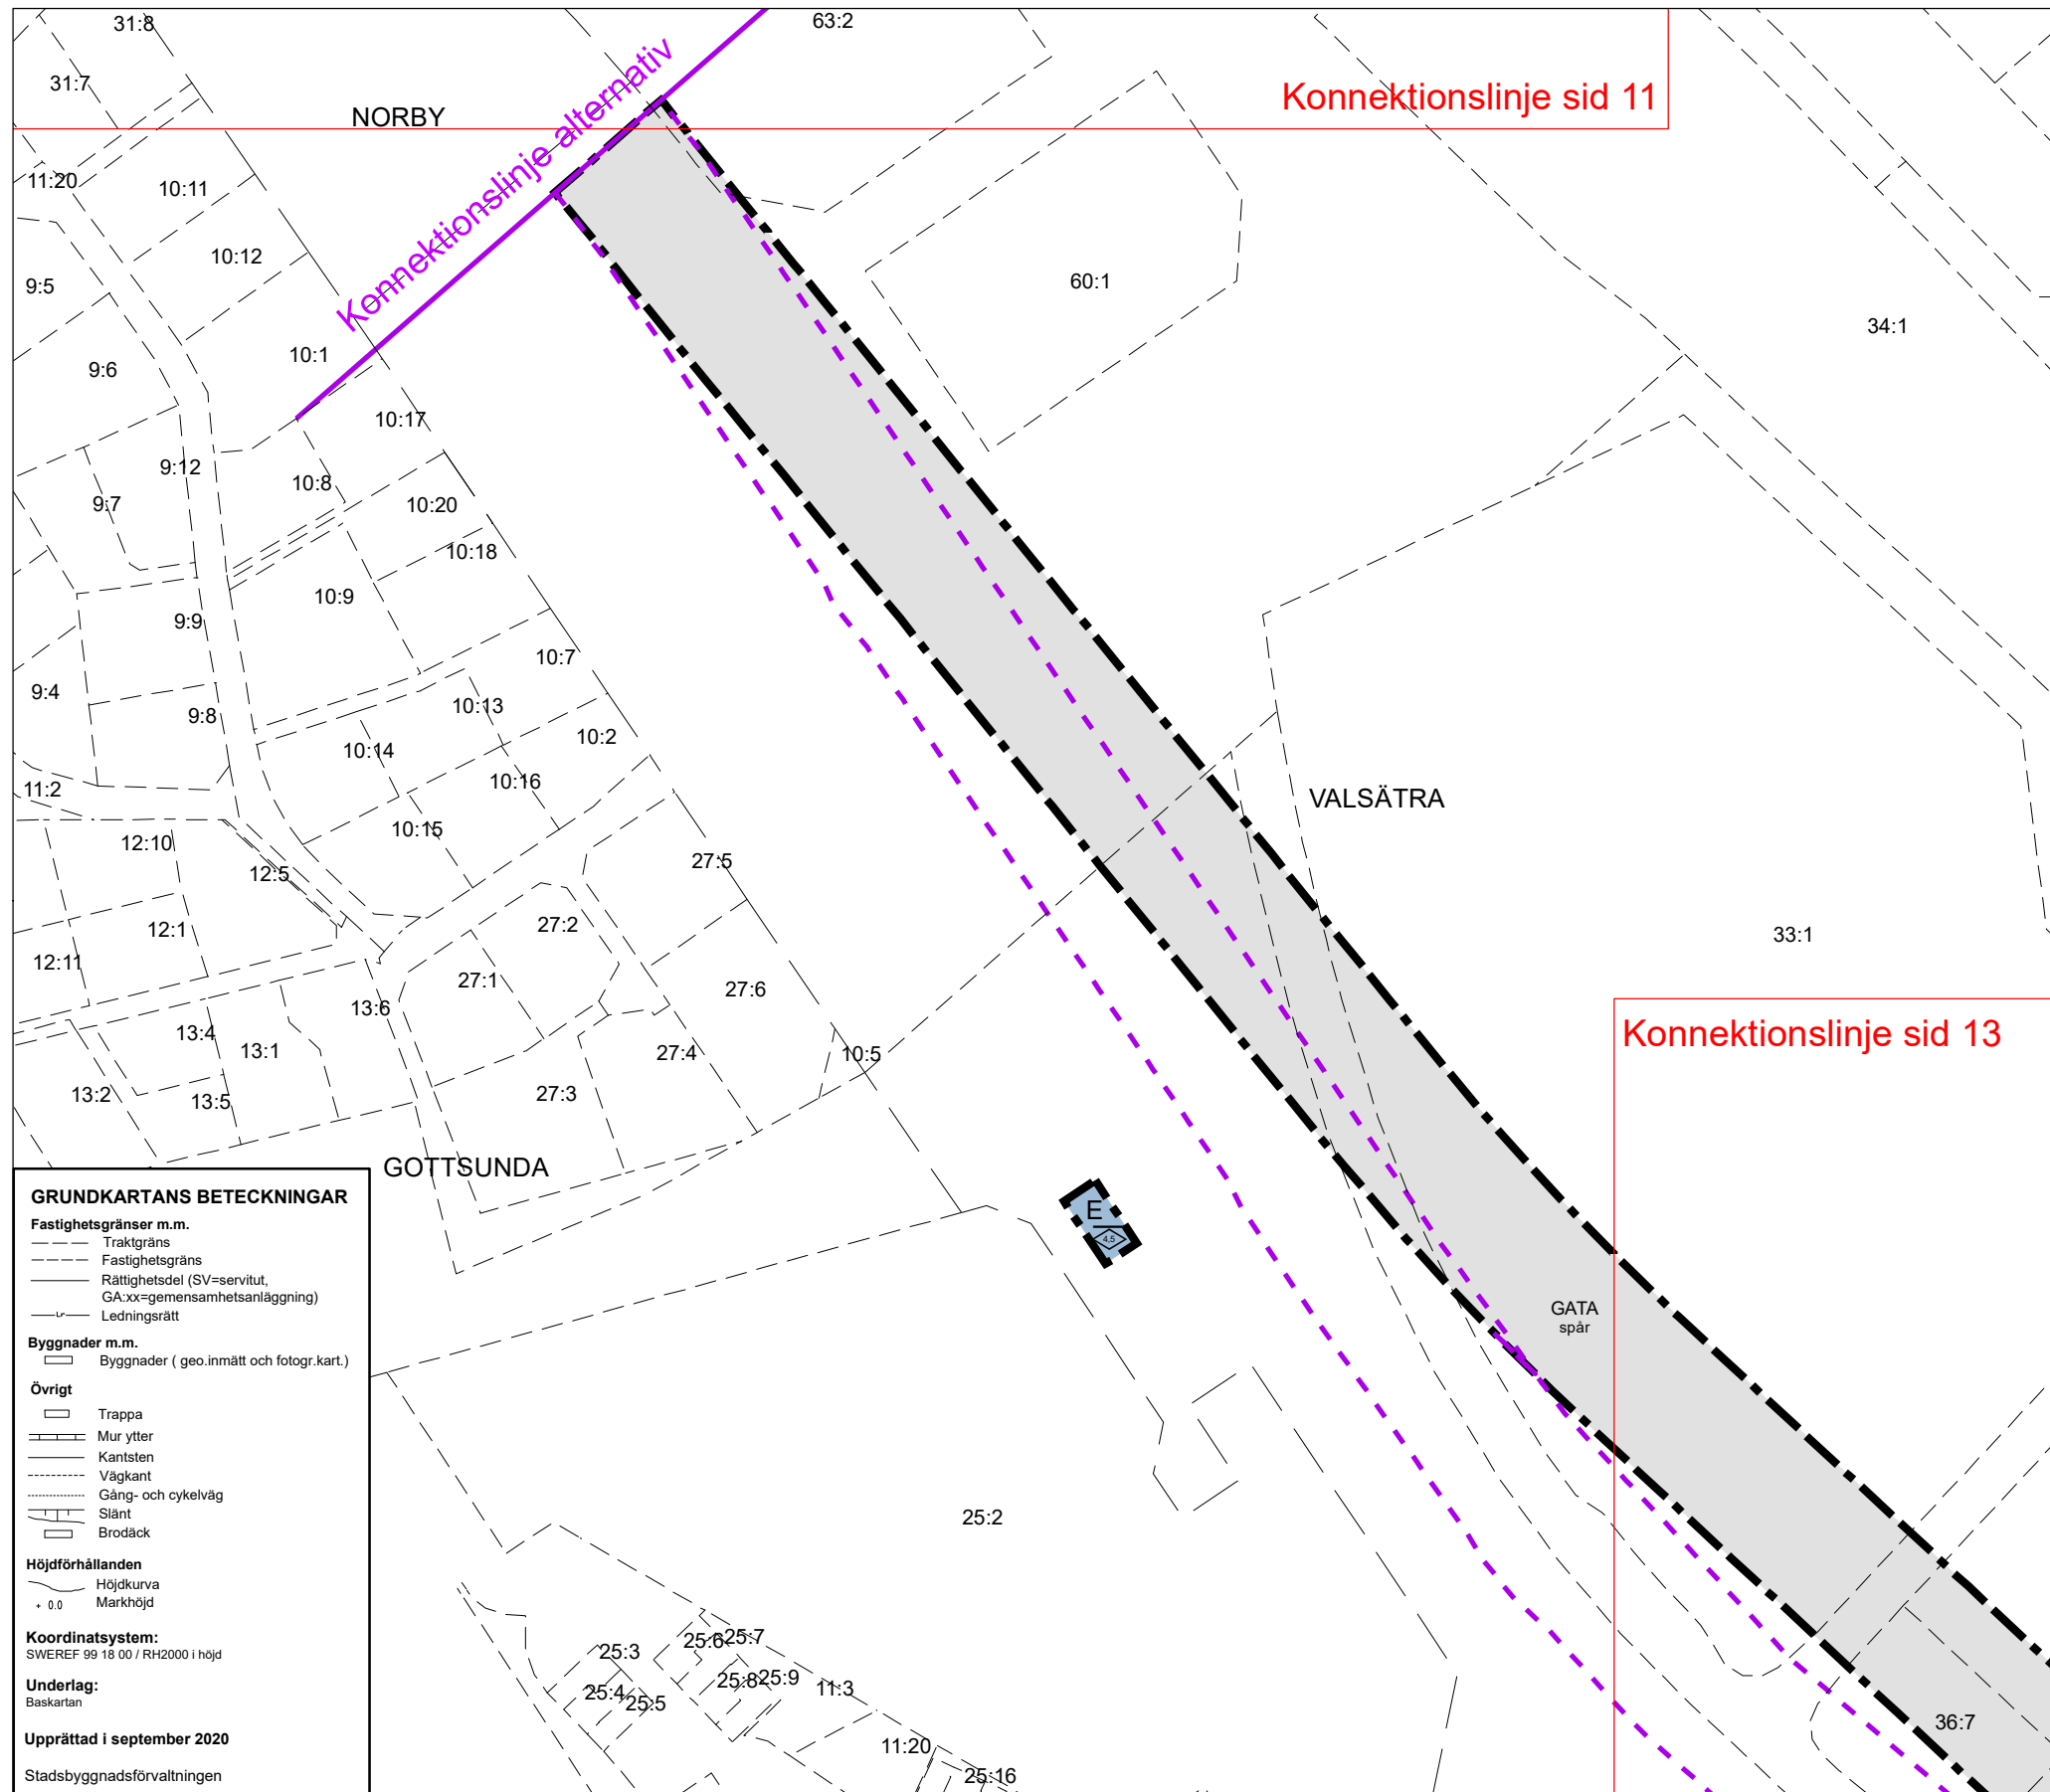 31:8
63:2
31:7
Konnektionslinje sid 11
NORBY
Konnektionslinje alternativ
11:20
10:11
10:12
9:5
60:1
34:1
10:1
9:6
10:17
9:12
10:8
9:7
10:20
10:18
10:9
9:9
10:7
9:4
10:13
9:8
10:2
10:14
10:16
11:2
VALSÄTRA
10:15
12:10
27:5
12:5
27:2
12:1
33:1
12:11
27:1
27:6
13:6
13:4
Konnektionslinje sid 13
13:1
27:4
10:5
13:2
27:3
13:5
GOTTSUNDA
E
4,5
GATA
spår
25:2
25:6
25:7
25:3
25:8
25:9
11:3
25:4
25:5
36:7
11:20
25:16
GRUNDKARTANS BETECKNINGAR
Fastighetsgränser m.m.
Traktgräns
Fastighetsgräns
Rättighetsdel (SV=servitut,
GA:xx=gemensamhetsanläggning)
Lr Ledningsrätt
Byggnader m.m.
Byggnader ( geo.inmätt och fotogr.kart.)
Övrigt
Trappa
Mur ytter
Kantsten
Vägkant
Gång- och cykelväg
Slänt
Brodäck
Höjdförhållanden
Höjdkurva
+ 0.0 Markhöjd
Koordinatsystem:
SWEREF 99 18 00 / RH2000 i höjd
Underlag:
Baskartan
Upprättad i september 2020
Stadsbyggnadsförvaltningen